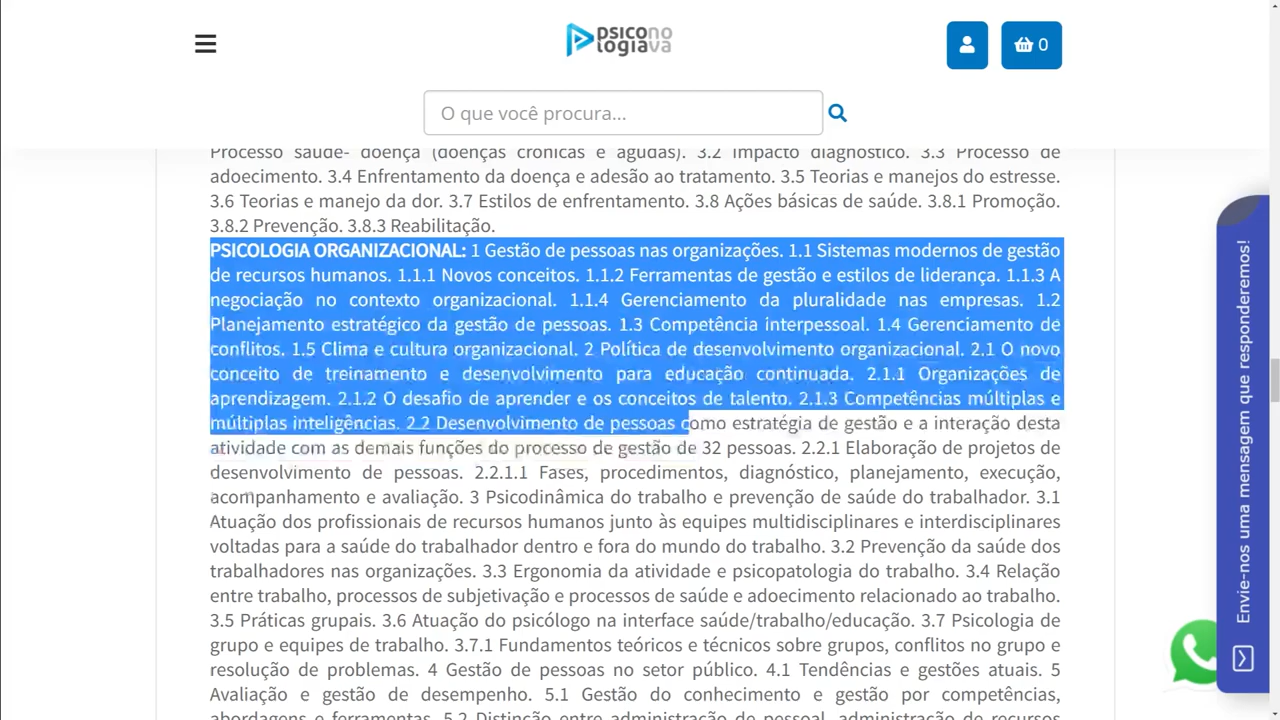 psicono
logiava
0
O que você procura...
Processo saúde- doença (doenças crônicas e agudas). 3.2 Impacto diagnóstico. 3.3 Processo de
adoecimento. 3.4 Enfrentamento da doença e adesão ao tratamento. 3.5 Teorias e manejos do estresse.
3.6 Teorias e manejo da dor. 3.7 Estilos de enfrentamento. 3.8 Ações básicas de saúde. 3.8.1 Promoção.
3.8.2 Prevenção. 3.8.3 Reabilitação.
PSICOLOGIA ORGANIZACIONAL: 1 Gestão de pessoas nas organizações. 1.1 Sistemas modernos de gestão
de recursos humanos. 1.1.1 Novos conceitos. 1.1.2 Ferramentas de gestão e estilos de liderança. 1.1.3 A
negociação no contexto organizacional. 1.1.4 Gerenciamento da pluralidade nas empresas. 1.2
Planejamento estratégico da gestão de pessoas. 1.3 Competência interpessoal. 1.4 Gerenciamento de
conflitos. 1.5 Clima e cultura organizacional. 2 Política de desenvolvimento organizacional. 2.1 O novo
conceito de treinamento e desenvolvimento para educação continuada. 2.1.1 Organizações de
aprendizagem. 2.1.2 O desafio de aprender e os conceitos de talento. 2.1.3 Competências múltiplas e
múltiplas inteligências. 2.2 Desenvolvimento de pessoas como estratégia de gestão e a interação desta
atividade com as demais funções do processo de gestão de 32 pessoas. 2.2.1 Elaboração de projetos de
desenvolvimento de pessoas. 2.2.1.1 Fases, procedimentos, diagnóstico, planejamento, execução,
acompanhamento e avaliação. 3 Psicodinâmica do trabalho e prevenção de saúde do trabalhador. 3.1
Atuação dos profissionais de recursos humanos junto às equipes multidisciplinares e interdisciplinares
voltadas para a saúde do trabalhador dentro e fora do mundo do trabalho. 3.2 Prevenção da saúde dos
trabalhadores nas organizações. 3.3 Ergonomia da atividade e psicopatologia do trabalho. 3.4 Relação
entre trabalho, processos de subjetivação e processos de saúde e adoecimento relacionado ao trabalho.
3.5 Práticas grupais. 3.6 Atuação do psicólogo na interface saúde/trabalho/educação. 3.7 Psicologia de
grupo e equipes de trabalho. 3.7.1 Fundamentos teóricos e técnicos sobre grupos, conflitos no grupo e
resolução de problemas. 4 Gestão de pessoas no setor público. 4.1 Tendências e gestões atuais. 5
Avaliação e gestão de desempenho. 5.1 Gestão do conhecimento e gestão por competências,
abordagens e ferramentas. 5.2 Distinção entre administração de pessoal, administração de recursos
Envie-nos uma mensagem que responderemos!